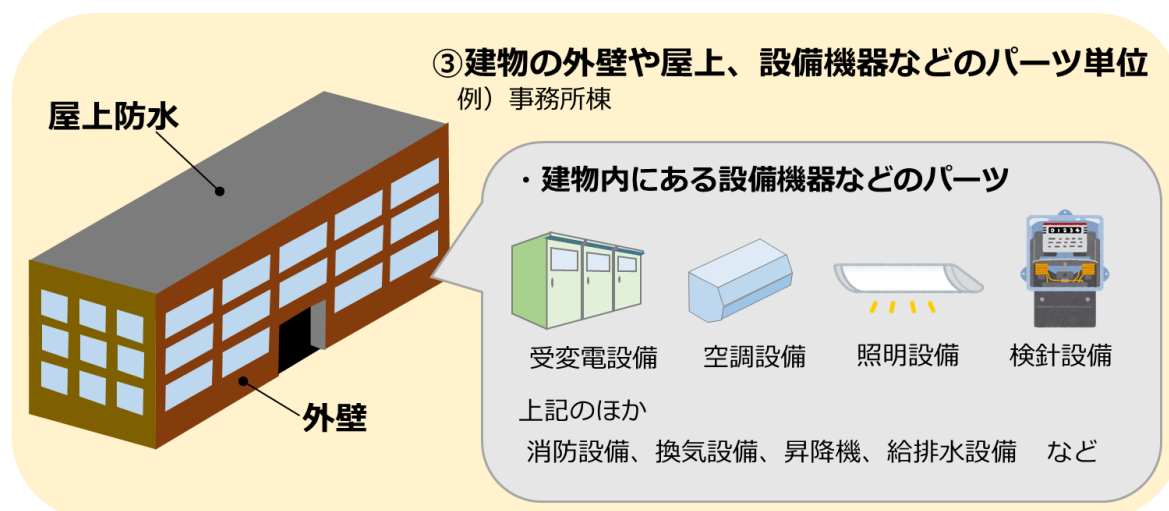 ③建物の外壁や屋上、設備機器などのパーツ単位
例）事務所棟
屋上防水
外壁
・建物内にある設備機器などのパーツ
01234
受変電設備
空調設備
照明設備
検針設備
上記のほか
消防設備、換気設備、昇降機、給排水設備　など